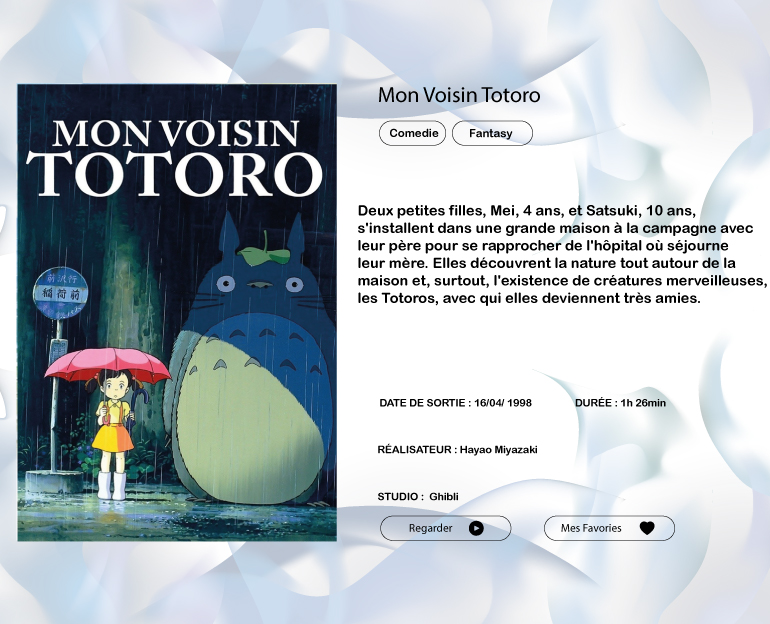 MON VOISIN
TOTORO
稲荷前
Mon Voisin Totoro
Comedie
Fantasy
Deux petites filles, Mei, 4 ans, et Satsuki, 10 ans,
s'installent dans une grande maison à la campagne avec
leur père pour se rapprocher de l'hôpital où séjourne
leur mère. Elles découvrent la nature tout autour de la
maison et, surtout, l'existence de créatures merveilleuses,
les Totoros, avec qui elles deviennent très amies.
DATE DE SORTIE : 16/04/ 1998
DURÉE : 1h 26min
RÉALISATEUR : Hayao Miyazaki
STUDIO :  Ghibli
Regarder
Mes Favories